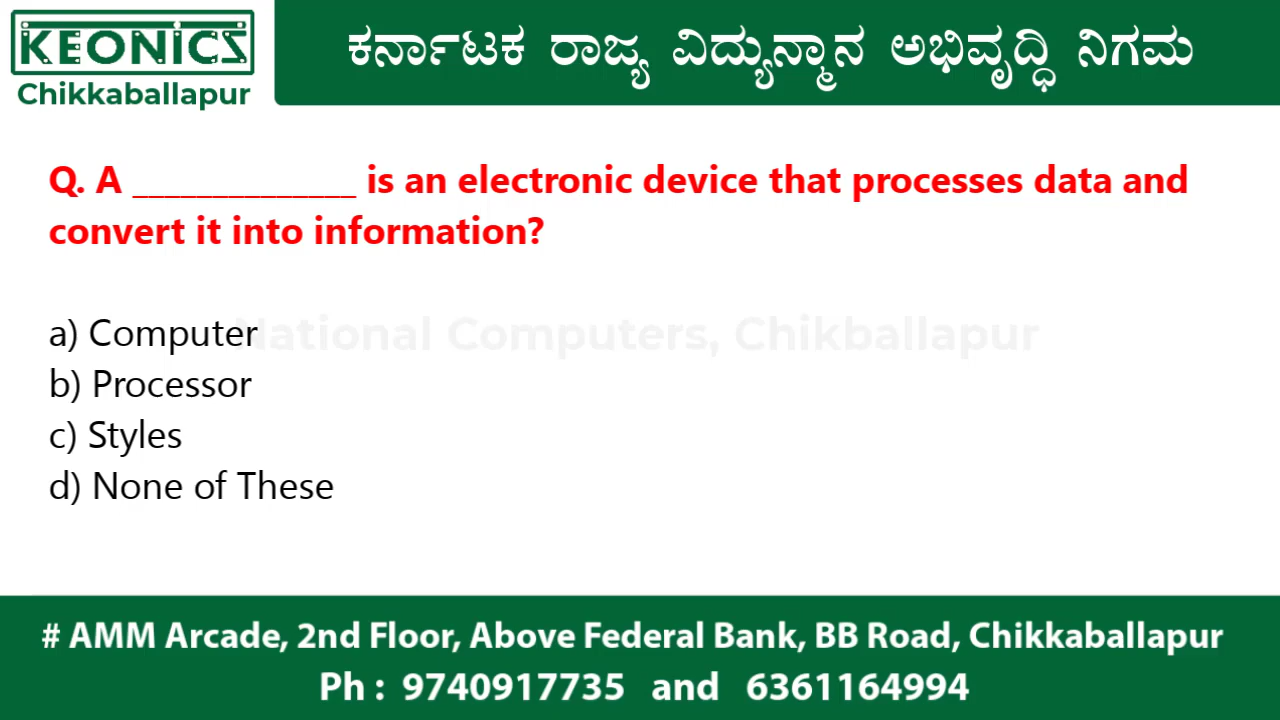 KEONICS
Chikkaballapur
ಕರ್ನಾಟಕ ರಾಜ್ಯ ವಿದ್ಯುನ್ಮಾನ ಅಭಿವೃದ್ಧಿ ನಿಗಮ
Q. A ______________ is an electronic device that processes data and
convert it into information?
a) Computer
National Computers, Chikballapur
b) Processor
c) Styles
d) None of These
# AMM Arcade, 2nd Floor, Above Federal Bank, BB Road, Chikkaballapur
Ph : 9740917735 and 6361164994